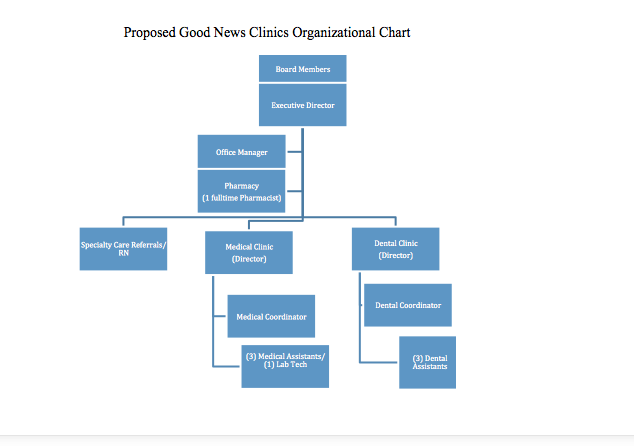 Proposed Good News Clinics Organizational Chart
Board Members
Executive Director
Office Manager
Pharmacy
(1 fulltime Pharmacist)
Specialty Care Referrals/
RN
Medical Clinic
(Director)
Dental Clinic
(Director)
Medical Coordinator
Dental Coordinator
(3) Medical Assistants/
(1) Lab Tech
(3) Dental
Assistants